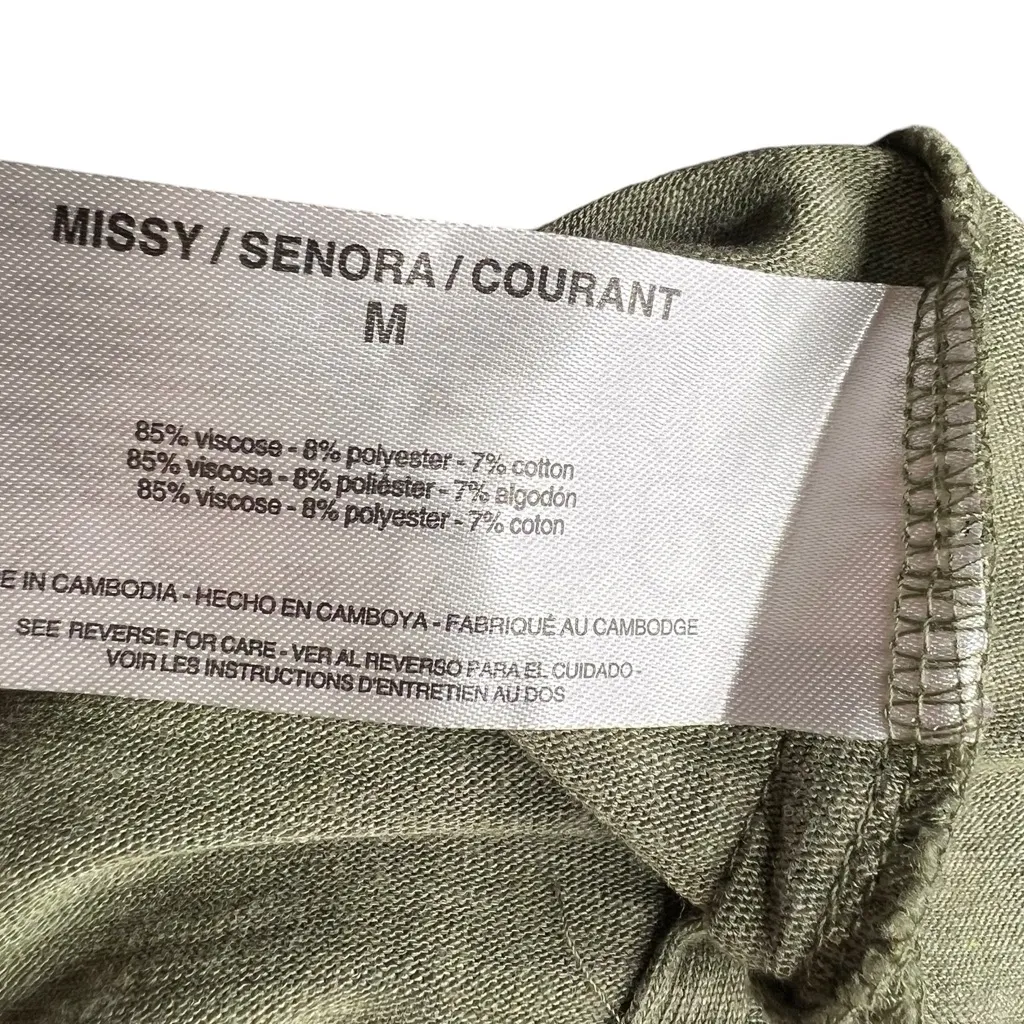 MISSY / SENORA / COURANT
M
85% viscose - 8% polyester - 7% cotton
85% viscosa - 8% poliéster - 7% algodón
85% viscose - 8% polyester - 7% coton
E IN CAMBODIA - HECHO EN CAMBOYA - FABRIQUÉ AU CAMBODGE
SEE REVERSE FOR CARE - VER AL REVERSO PARA EL CUIDADO -
VOIR LES INSTRUCTIONS D'ENTRETIEN AU DOS